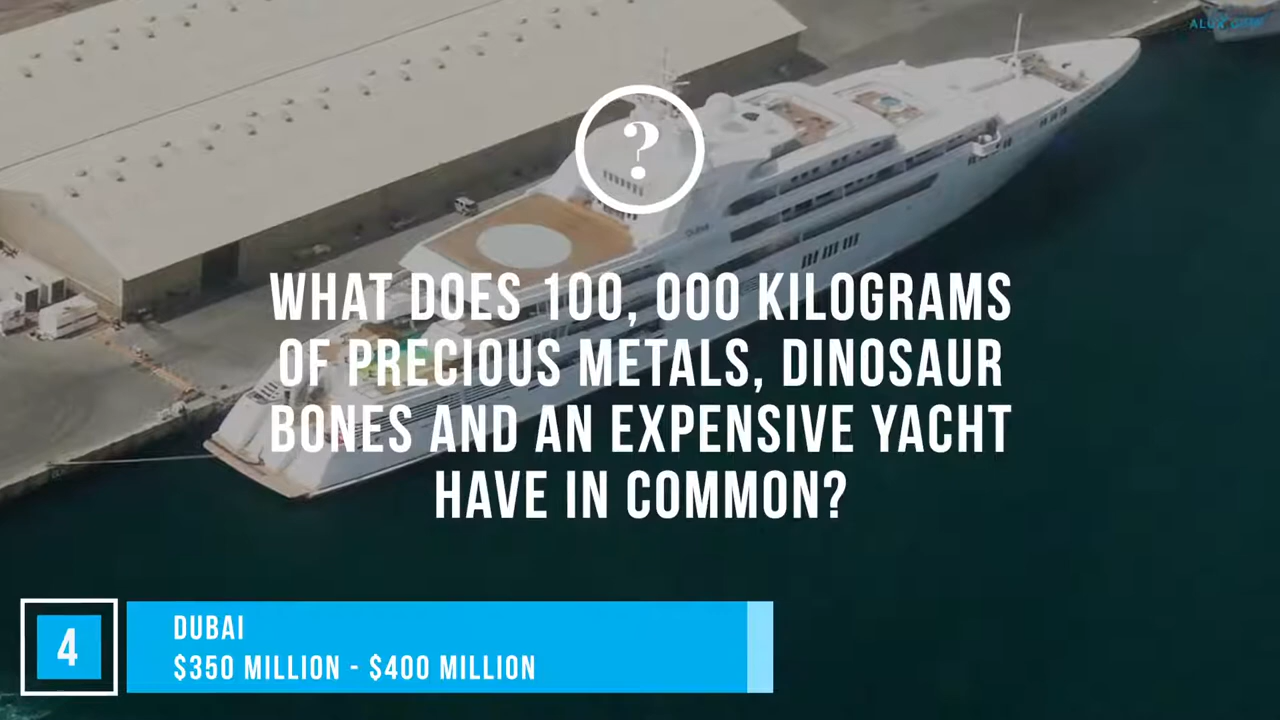 ?
WHAT DOES 100, 000 KILOGRAMS
OF PRECIOUS METALS, DINOSAUR
BONES AND AN EXPENSIVE YACHT
HAVE IN COMMON?
4
DUBAI
$350 MILLION - $400 MILLION